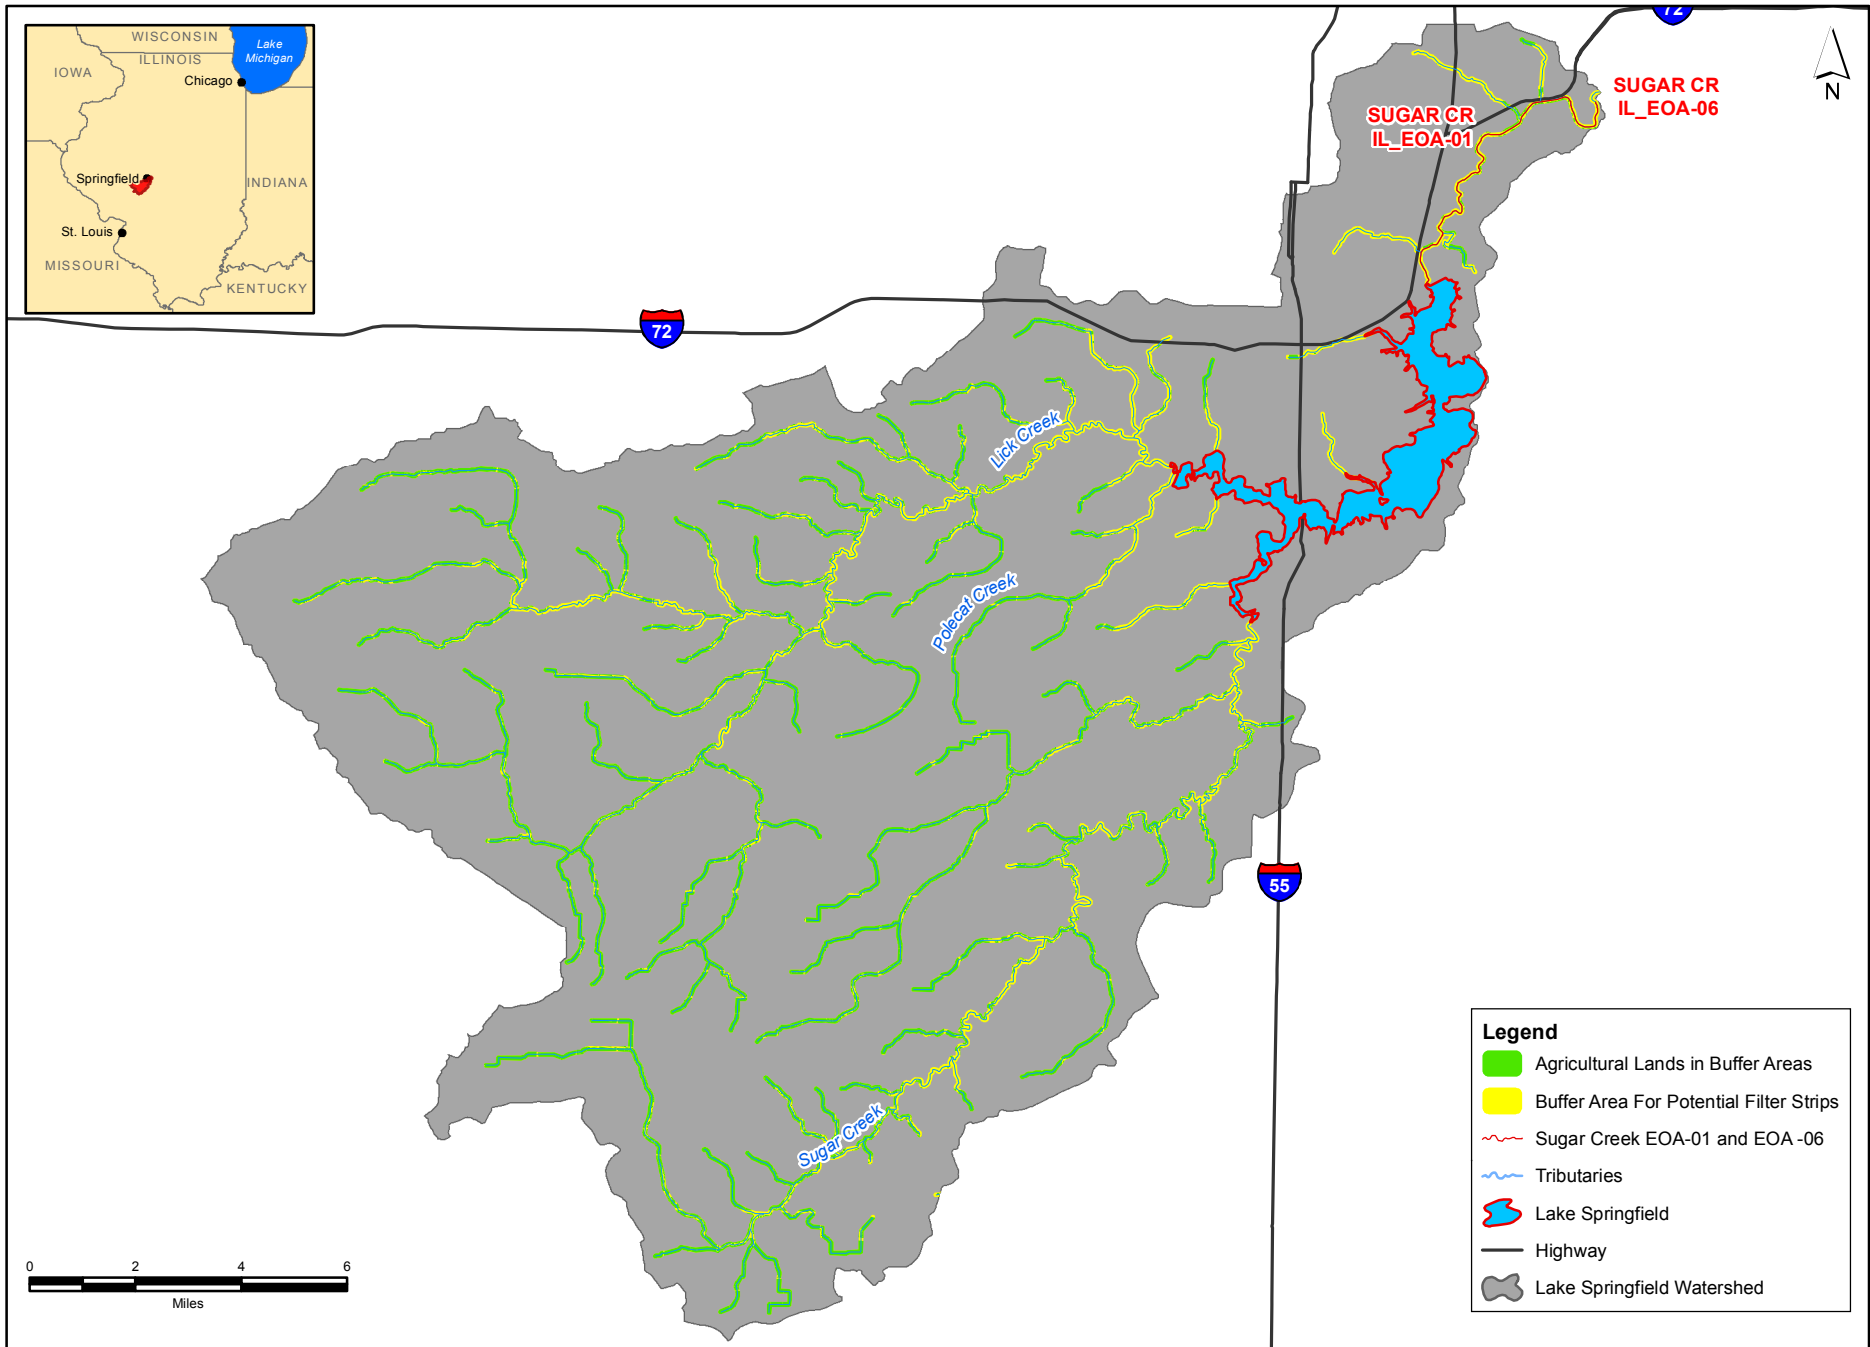 WISCONSIN
ILLINOIS
Lake
Michigan
IOWA
Chicago
Springfield
INDIANA
St. Louis
MISSOURI
KENTUCKY
72
N
SUGAR CR
IL_EOA-06
SUGAR CR
IL_EOA-01
72
Lick Creek
Polecat Creek
55
Sugar Creek
Legend
Agricultural Lands in Buffer Areas
Buffer Area For Potential Filter Strips
Sugar Creek EOA-01 and EOA -06
Tributaries
Lake Springfield
Highway
Lake Springfield Watershed
0 2 4 6
Miles